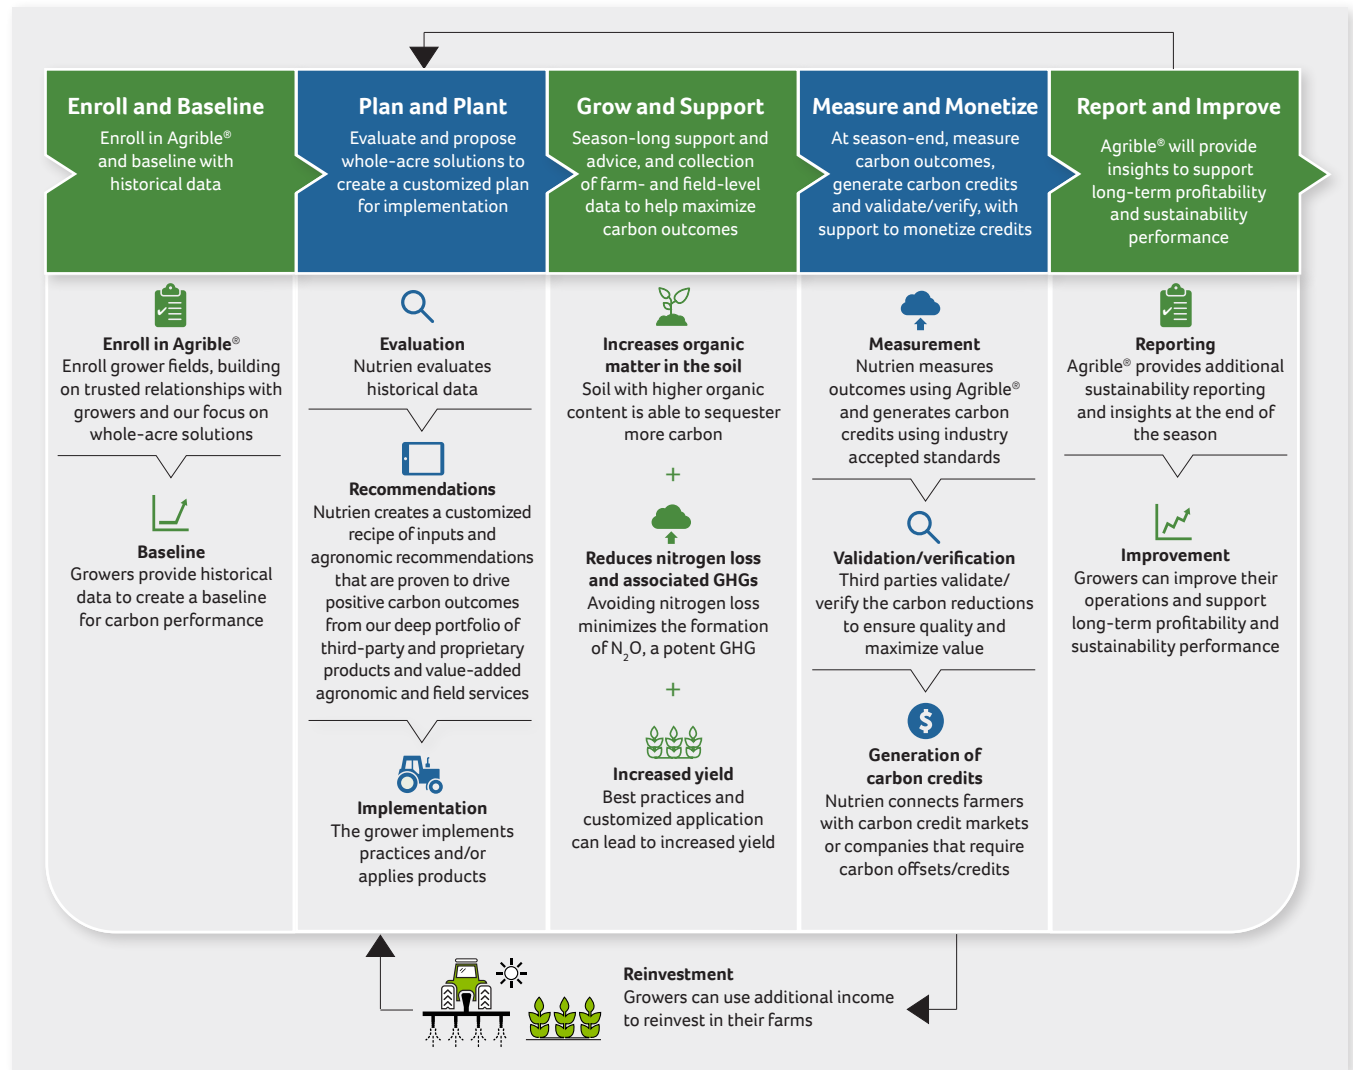 Enroll and Baseline
Enroll in Agrible®
and baseline with
historical data
Plan and Plant
Evaluate and propose
whole-acre solutions to
create a customized plan
for implementation
Grow and Support
Season-long support and
advice, and collection
of farm- and field-level
data to help maximize
carbon outcomes
Measure and Monetize
At season-end, measure
carbon outcomes,
generate carbon credits
and validate/verify, with
support to monetize credits
Report and Improve
Agrible® will provide
insights to support
long-term profitability
and sustainability
performance
Enroll in Agrible®
Enroll grower fields, building
on trusted relationships with
growers and our focus on
whole-acre solutions
Baseline
Growers provide historical
data to create a baseline
for carbon performance
Evaluation
Nutrien evaluates
historical data
Recommendations
Nutrien creates a customized
recipe of inputs and
agronomic recommendations
that are proven to drive
positive carbon outcomes
from our deep portfolio of
third-party and proprietary
products and value-added
agronomic and field services
Implementation
The grower implements
practices and/or
applies products
Increases organic
matter in the soil
Soil with higher organic
content is able to sequester
more carbon
+
Reduces nitrogen loss
and associated GHGs
Avoiding nitrogen loss
minimizes the formation
of N₂O, a potent GHG
+
Increased yield
Best practices and
customized application
can lead to increased yield
Measurement
Nutrien measures
outcomes using Agrible®
and generates carbon
credits using industry
accepted standards
Validation/verification
Third parties validate/
verify the carbon reductions
to ensure quality and
maximize value
$
Generation of
carbon credits
Nutrien connects farmers
with carbon credit markets
or companies that require
carbon offsets/credits
Reporting
Agrible® provides additional
sustainability reporting
and insights at the end of
the season
Improvement
Growers can improve their
operations and support
long-term profitability and
sustainability performance
Reinvestment
Growers can use additional income
to reinvest in their farms